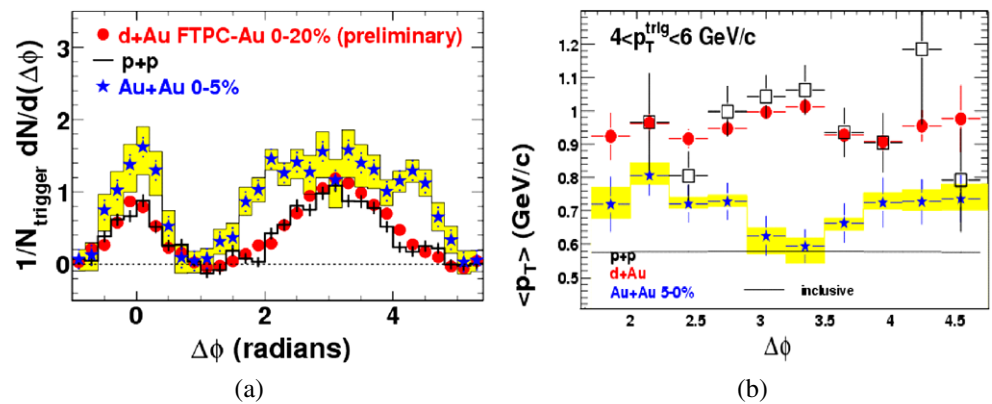 d+Au FTPC-Au 0-20% (preliminary)
p+p
Au+Au 0-5%
1/N_trigger dN/d(Δϕ)
3
2
1
0
0 2 4
Δϕ (radians)
(a)
4<p_T^trig<6 GeV/c
<p_T> (GeV/c)
1.2
1.1
1
0.9
0.8
0.7
0.6
0.5
p+p
d+Au
Au+Au 5-0%
inclusive
2 2.5 3 3.5 4 4.5
Δϕ
(b)